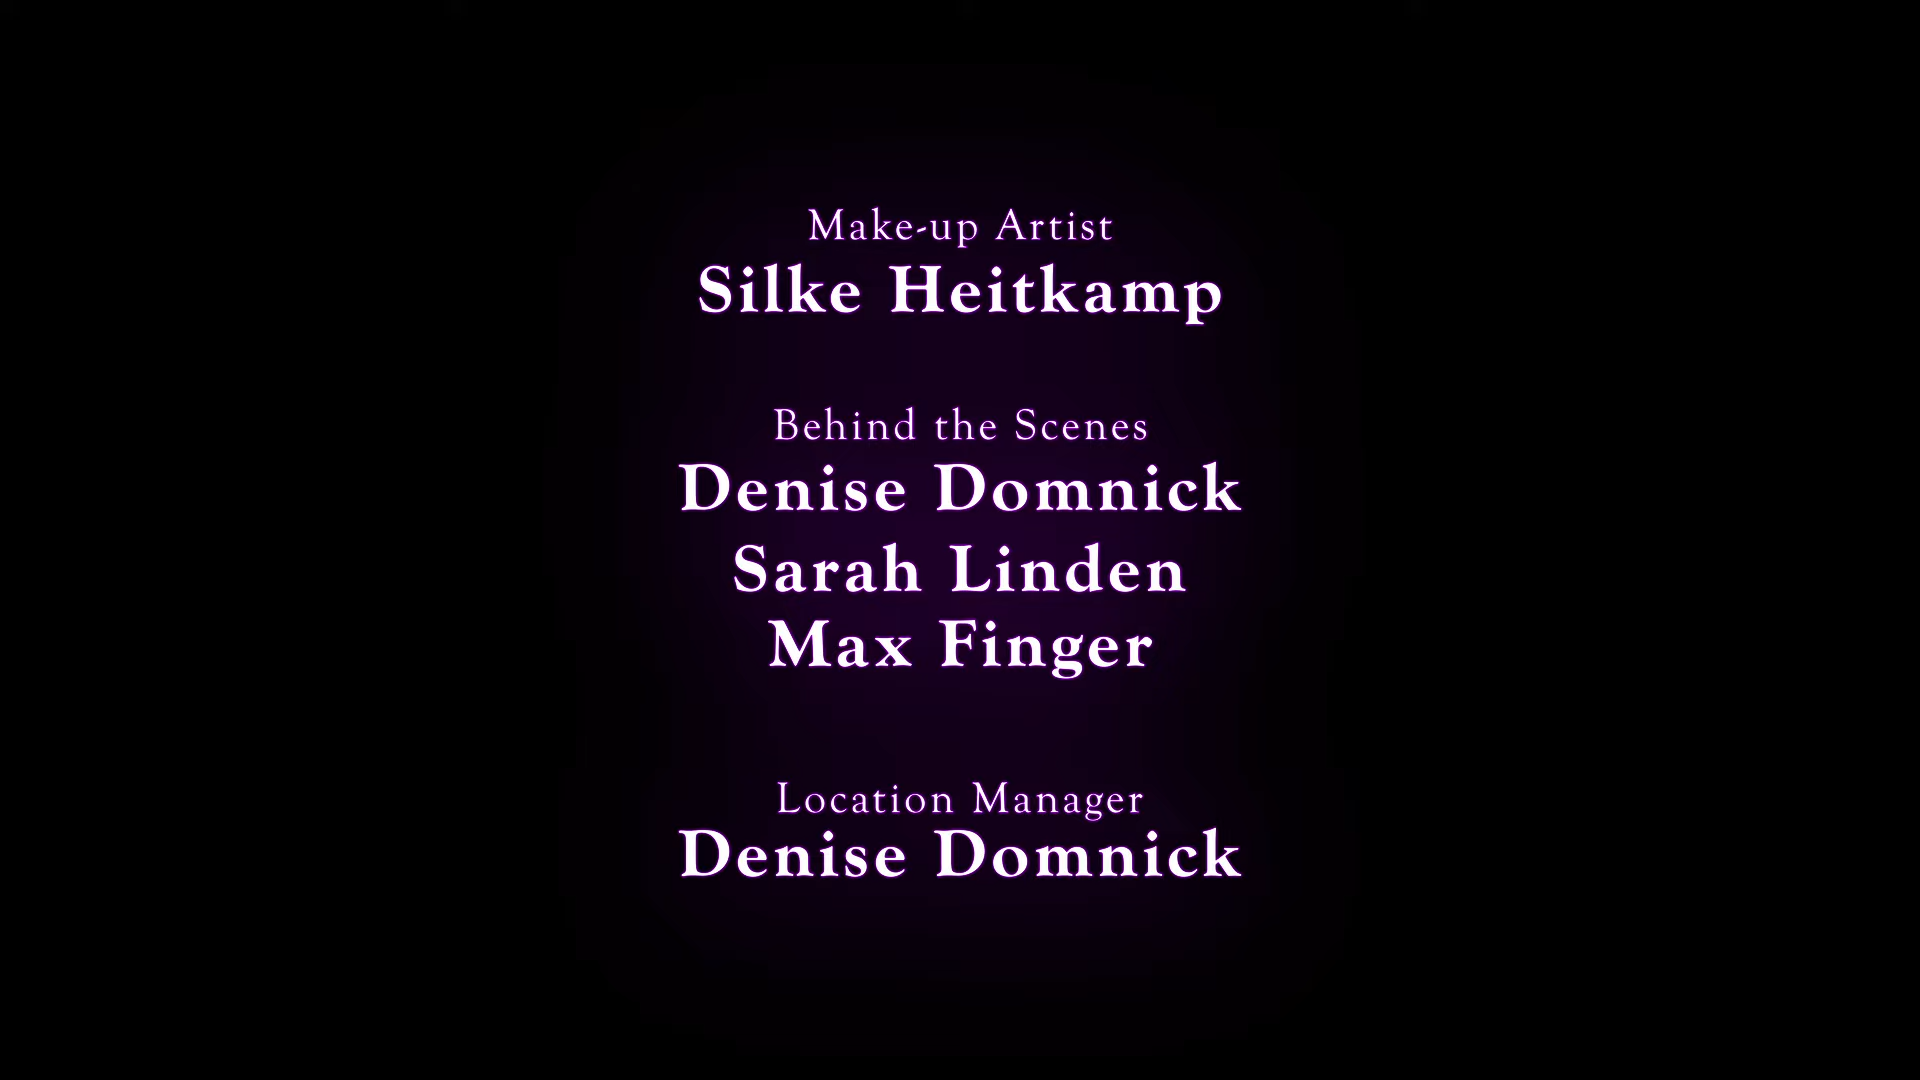 Make-up Artist
Silke Heitkamp
Behind the Scenes
Denise Domnick
Sarah Linden
Max Finger
Location Manager
Denise Domnick